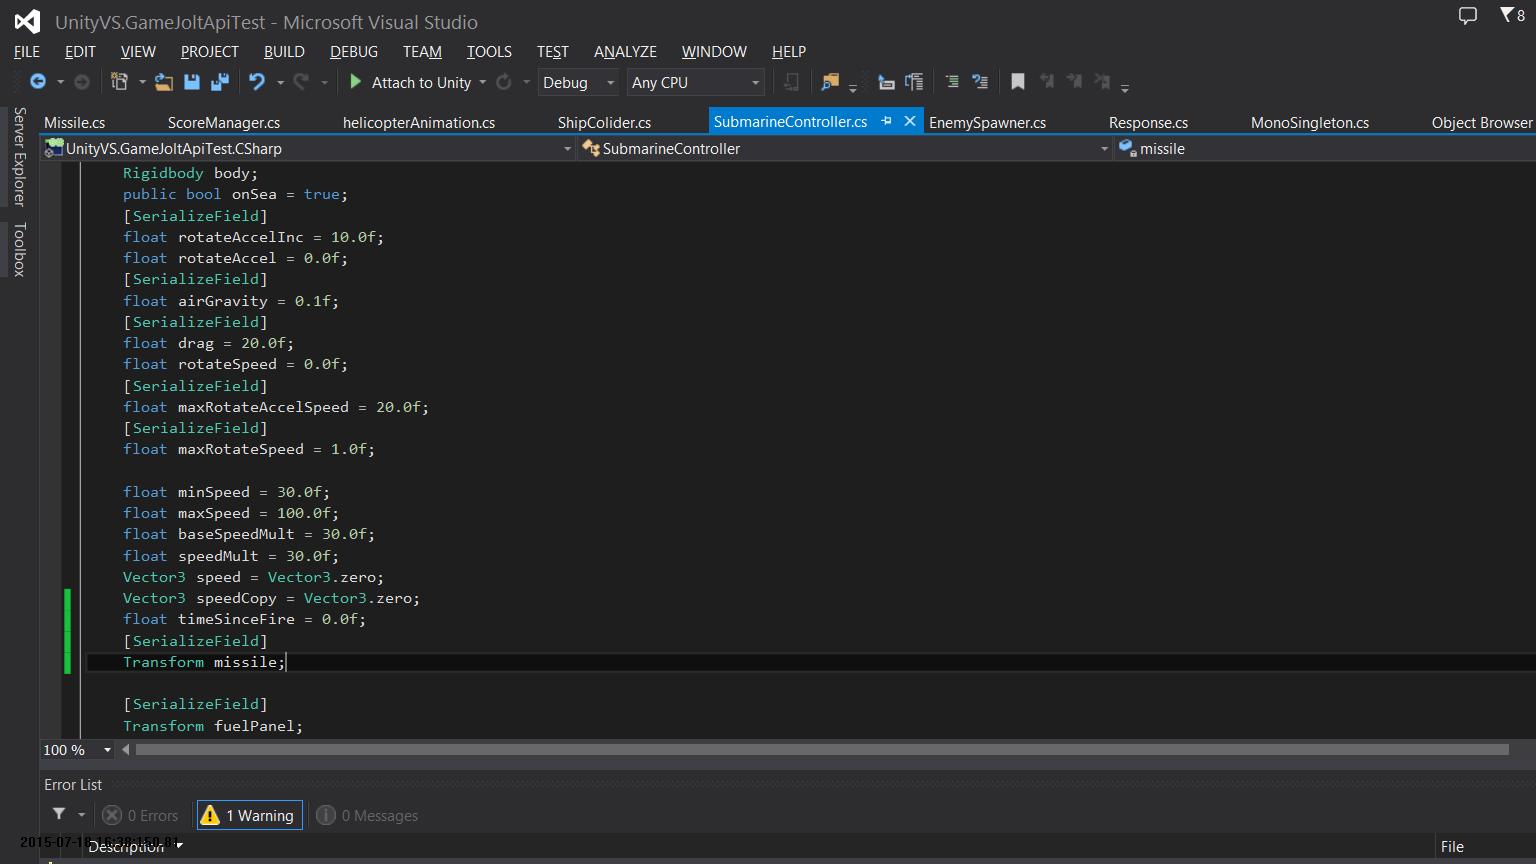 UnityVS.GameJoltApiTest - Microsoft Visual Studio
8
FILE EDIT VIEW PROJECT BUILD DEBUG TEAM TOOLS TEST ANALYZE WINDOW HELP
Attach to Unity Debug Any CPU
Server Explorer
Toolbox
Missile.cs ScoreManager.cs helicopterAnimation.cs ShipColider.cs SubmarineController.cs EnemySpawner.cs Response.cs MonoSingleton.cs Object Browser
UnityVS.GameJoltApiTest.CSharp SubmarineController missile
Rigidbody body;
public bool onSea = true;
[SerializeField]
float rotateAccelInc = 10.0f;
float rotateAccel = 0.0f;
[SerializeField]
float airGravity = 0.1f;
[SerializeField]
float drag = 20.0f;
float rotateSpeed = 0.0f;
[SerializeField]
float maxRotateAccelSpeed = 20.0f;
[SerializeField]
float maxRotateSpeed = 1.0f;
float minSpeed = 30.0f;
float maxSpeed = 100.0f;
float baseSpeedMult = 30.0f;
float speedMult = 30.0f;
Vector3 speed = Vector3.zero;
Vector3 speedCopy = Vector3.zero;
float timeSinceFire = 0.0f;
[SerializeField]
Transform missile;
[SerializeField]
Transform fuelPanel;
100 %
Error List
0 Errors 1 Warning 0 Messages
Description File